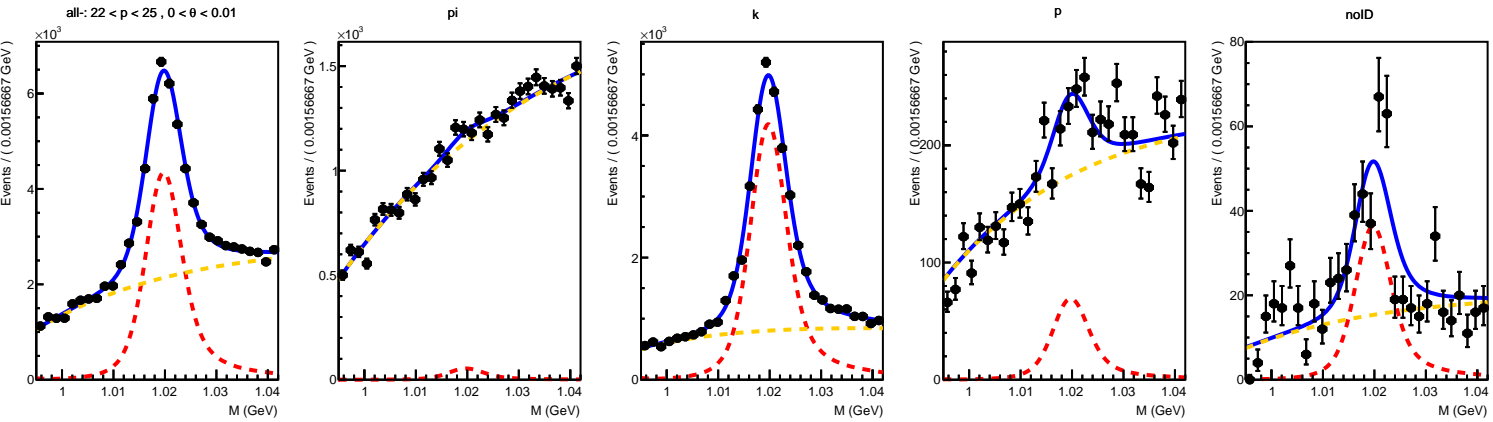 all-: 22 < p < 25 , 0 < θ < 0.01
×10³
Events / ( 0.00156667 GeV )
6
4
2
0
1 1.01 1.02 1.03 1.04
M (GeV)
pi
×10³
Events / ( 0.00156667 GeV )
1.5
1
0.5
0
1 1.01 1.02 1.03 1.04
M (GeV)
k
×10³
Events / ( 0.00156667 GeV )
4
2
0
1 1.01 1.02 1.03 1.04
M (GeV)
p
Events / ( 0.00156667 GeV )
200
100
0
1 1.01 1.02 1.03 1.04
M (GeV)
noID
Events / ( 0.00156667 GeV )
80
60
40
20
0
1 1.01 1.02 1.03 1.04
M (GeV)